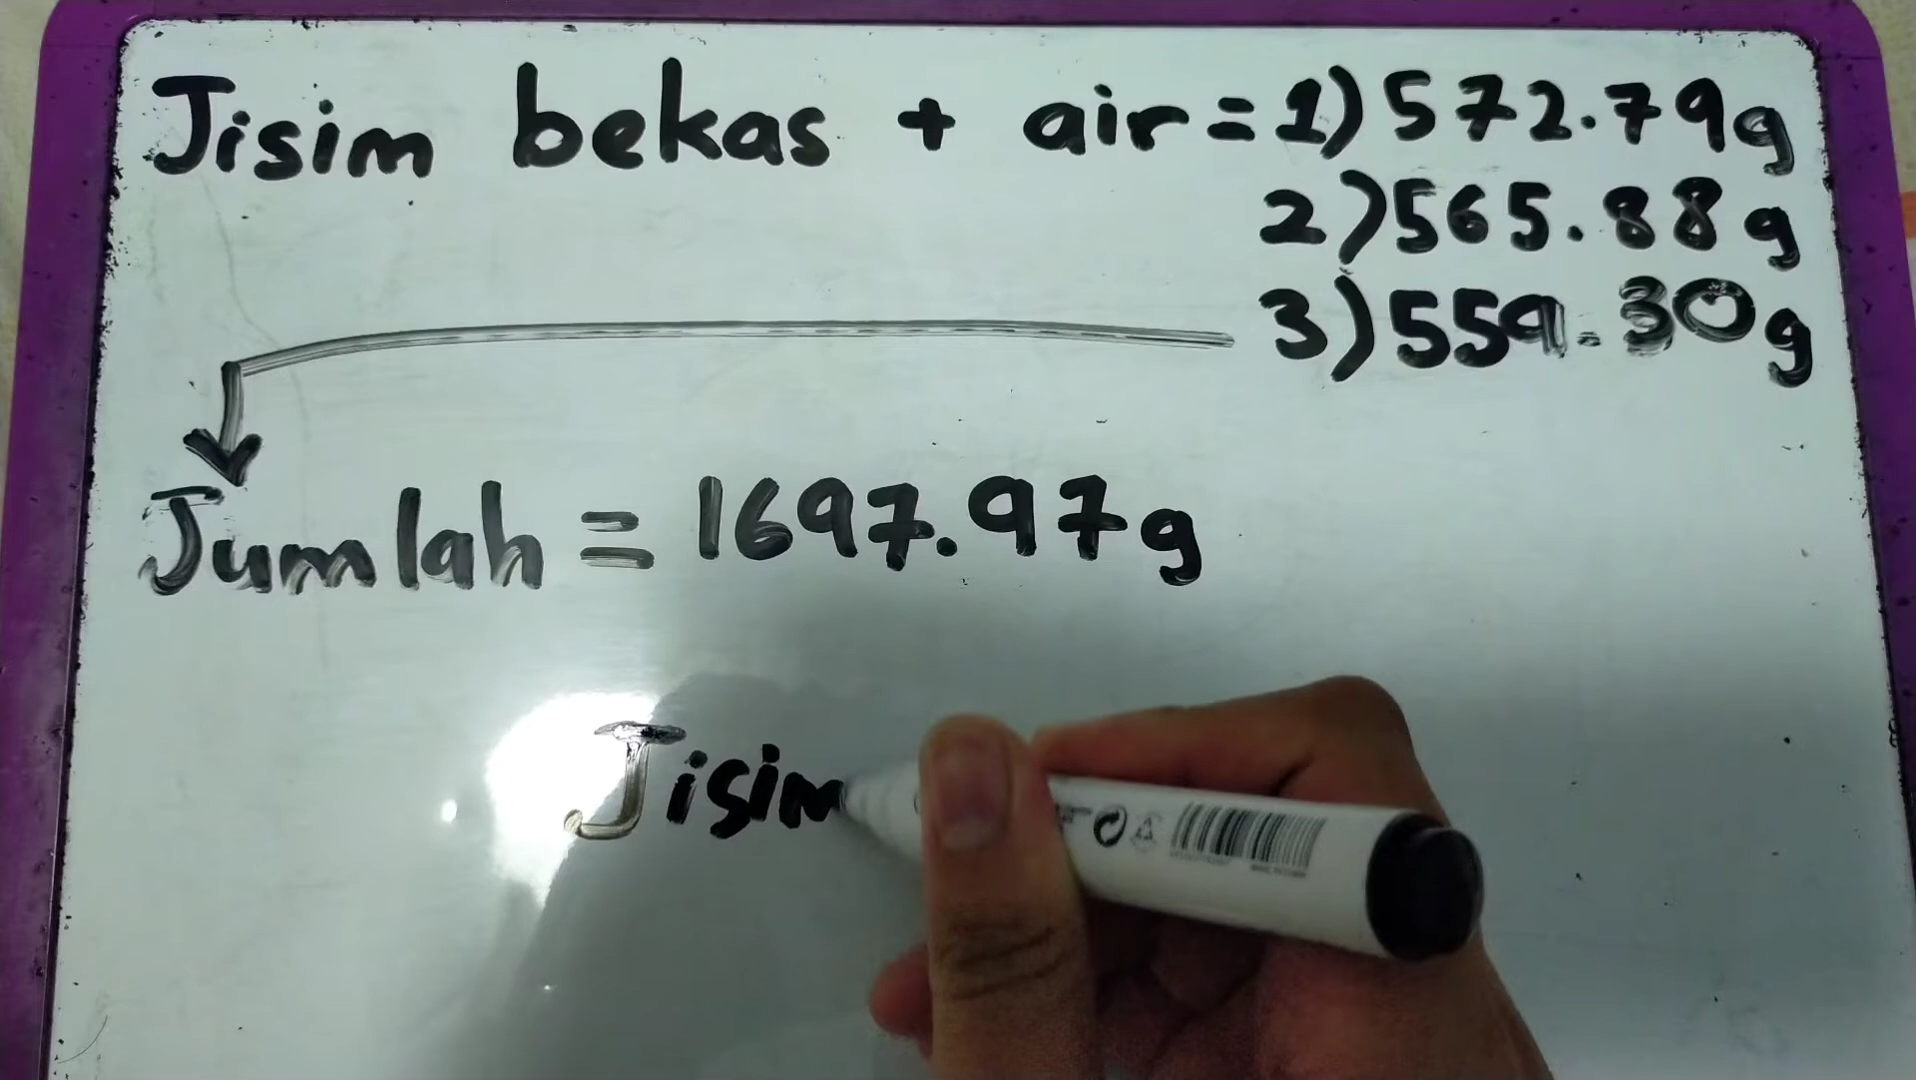 Jisim bekas + air = 1) 572.79g
2) 565.88g
3) 559.30g
Jumlah = 1697.97g
Jisim